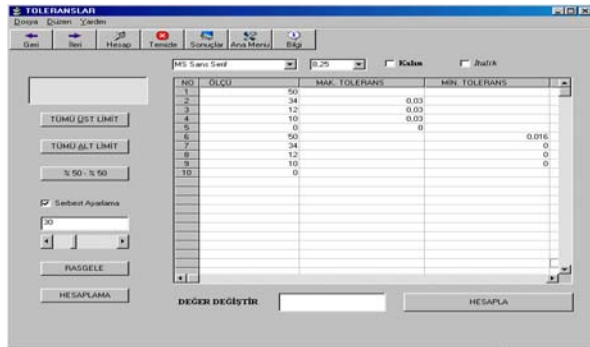 TOLERANSLAR
Dosya Düzen Yardım
Geri İleri Hesap Temizle Sonuçlar Ana Menü Bilgi
MS Sans Serif 8,25 Kalın İtalik
NO ÖLÇÜ MAK. TOLERANS MİN. TOLERANS
1 50
2 34 0,03
3 12 0,03
4 10 0,03
5 0 0
6 50 0,016
7 34 0
8 12 0
9 10 0
10 0
TÜMÜ ÜST LİMİT
TÜMÜ ALT LİMİT
% 50 - % 50
Serbest Ayarlama
30
RASGELE
HESAPLAMA
DEĞER DEĞİŞTİR HESAPLA